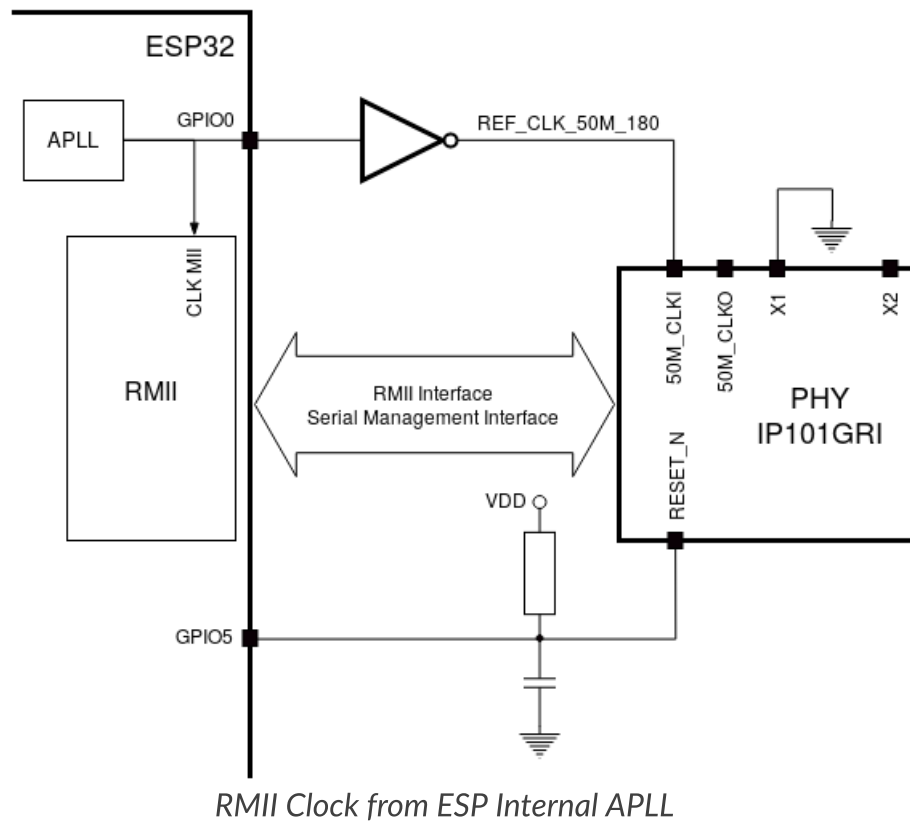 ESP32
GPIO0
APLL
REF_CLK_50M_180
CLK MII
50M_CLKI
50M_CLKO
X1
X2
RMII
RMII Interface
Serial Management Interface
PHY
IP101GRI
RESET_N
VDD
GPIO5
RMII Clock from ESP Internal APLL